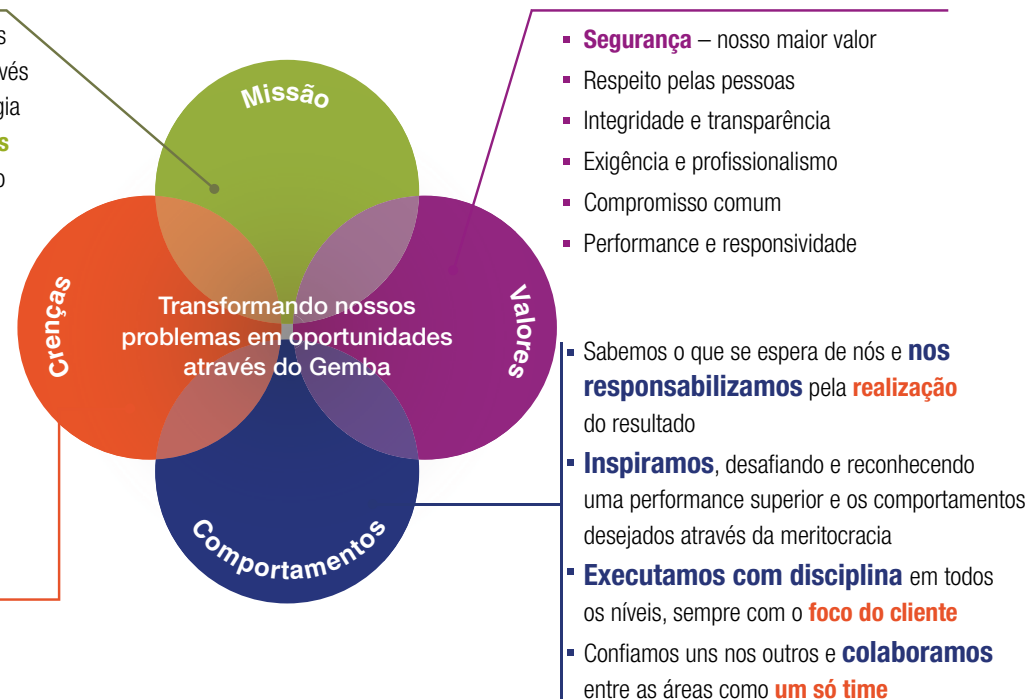 Missão
Crenças
Valores
Comportamentos
Transformando nossos
problemas em oportunidades
através do Gemba
▪ Segurança – nosso maior valor
▪ Respeito pelas pessoas
▪ Integridade e transparência
▪ Exigência e profissionalismo
▪ Compromisso comum
▪ Performance e responsividade
▪ Sabemos o que se espera de nós e nos
responsabilizamos pela realização
do resultado
▪ Inspiramos, desafiando e reconhecendo
uma performance superior e os comportamentos
desejados através da meritocracia
▪ Executamos com disciplina em todos
os níveis, sempre com o foco do cliente
▪ Confiamos uns nos outros e colaboramos
entre as áreas como um só time